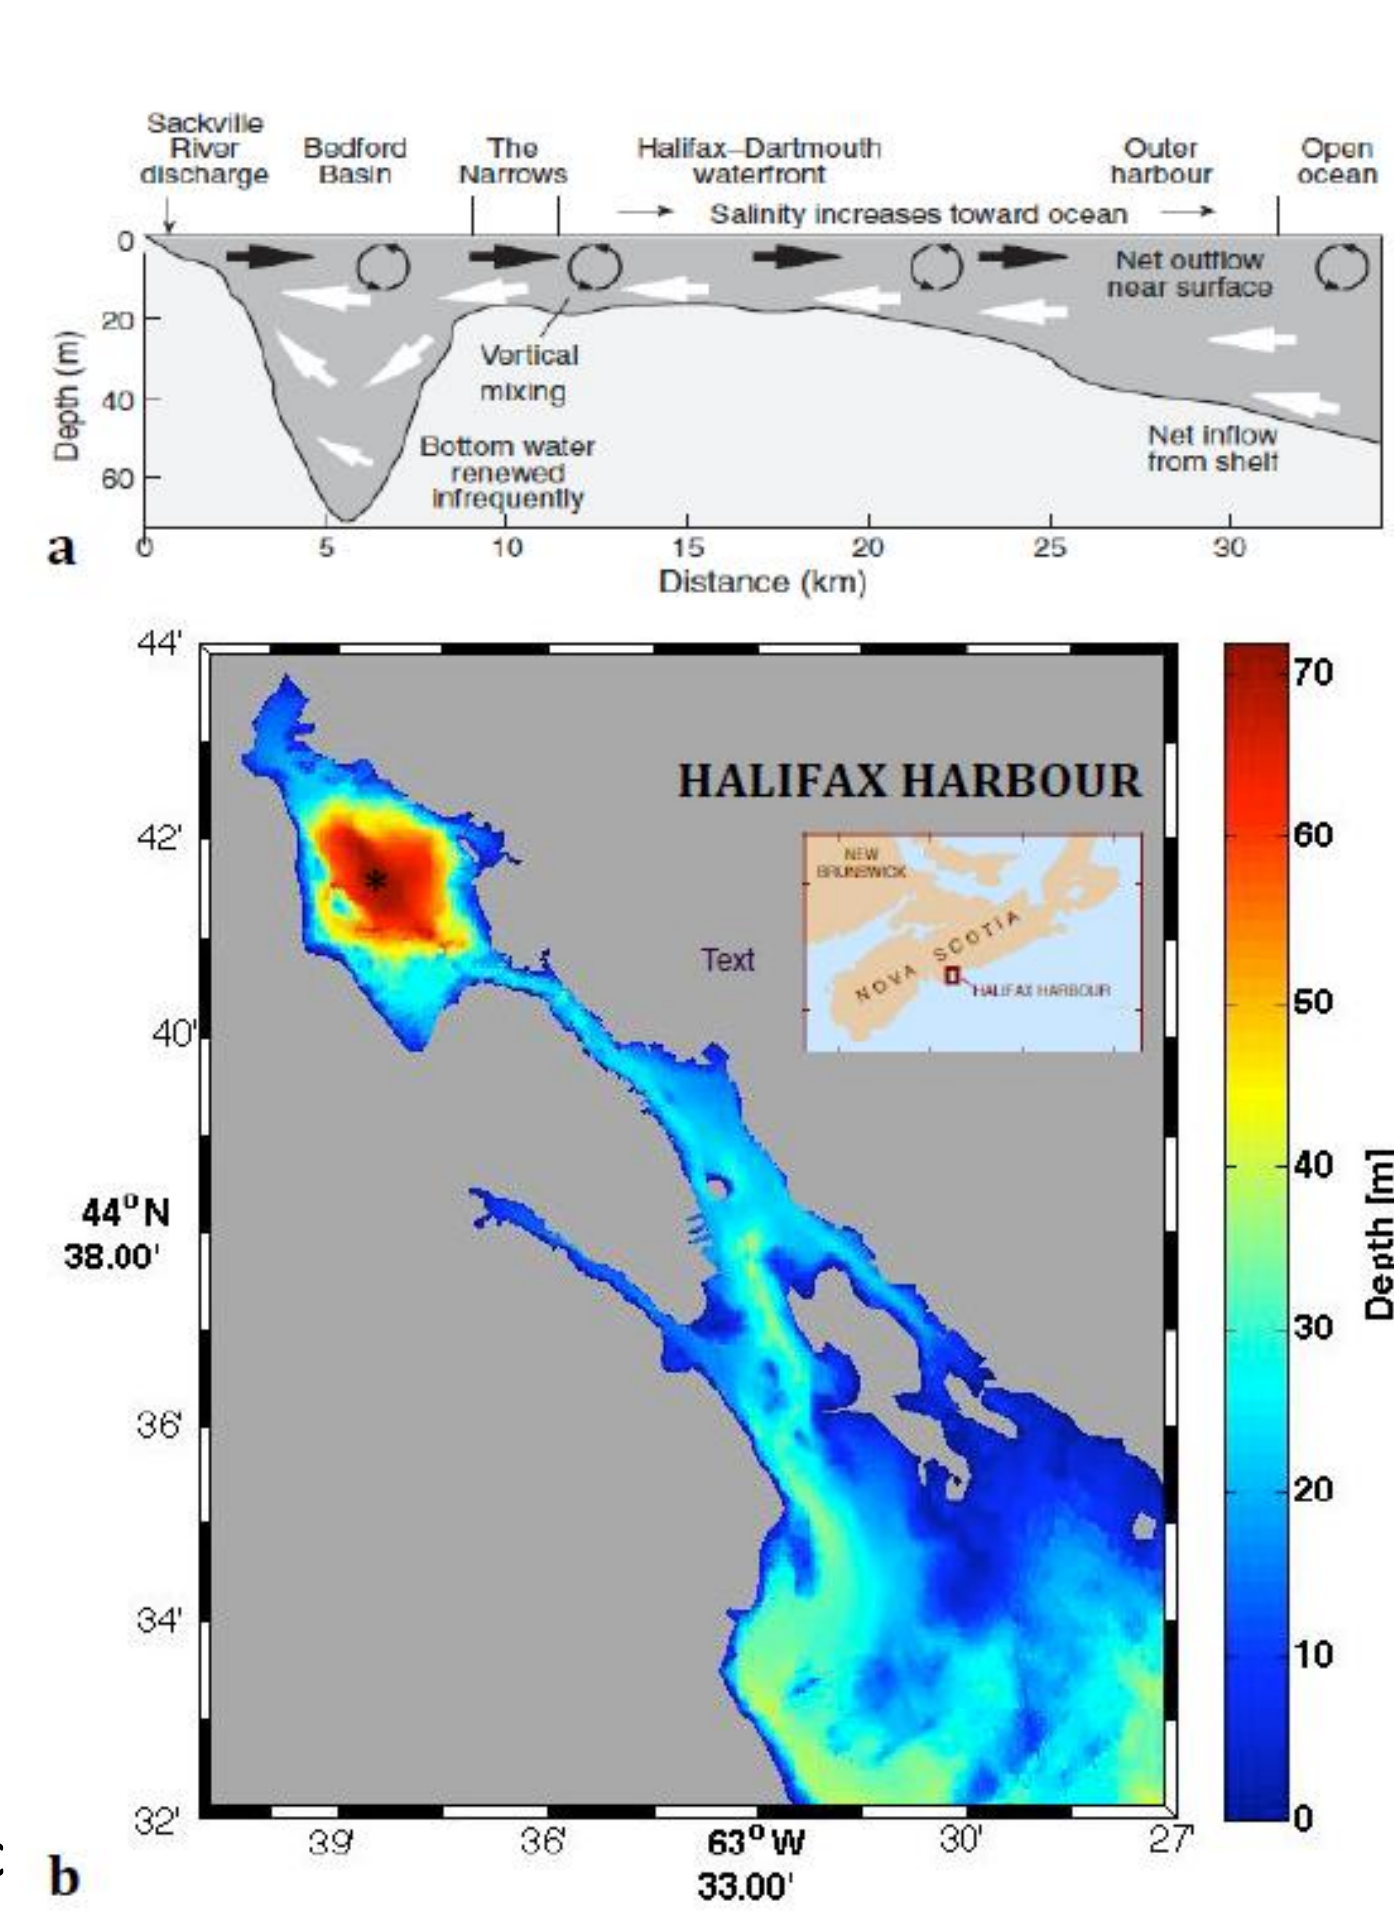 Sackville
River
discharge
Bedford
Basin
The
Narrows
Halifax–Dartmouth
waterfront
Outer
harbour
Open
ocean
Salinity increases toward ocean
Net outflow
near surface
Vertical
mixing
Bottom water
renewed
infrequently
Net inflow
from shelf
Depth (m)
0
20
40
60
a
0 5 10 15 20 25 30
Distance (km)
44'
42'
40'
44°N
38.00'
36'
34'
32'
HALIFAX HARBOUR
NEW
BRUNSWICK
NOVA SCOTIA
HALIFAX HARBOUR
Text
70
60
50
40
30
20
10
0
Depth [m]
39' 36' 63°W 30' 27'
33.00'
b